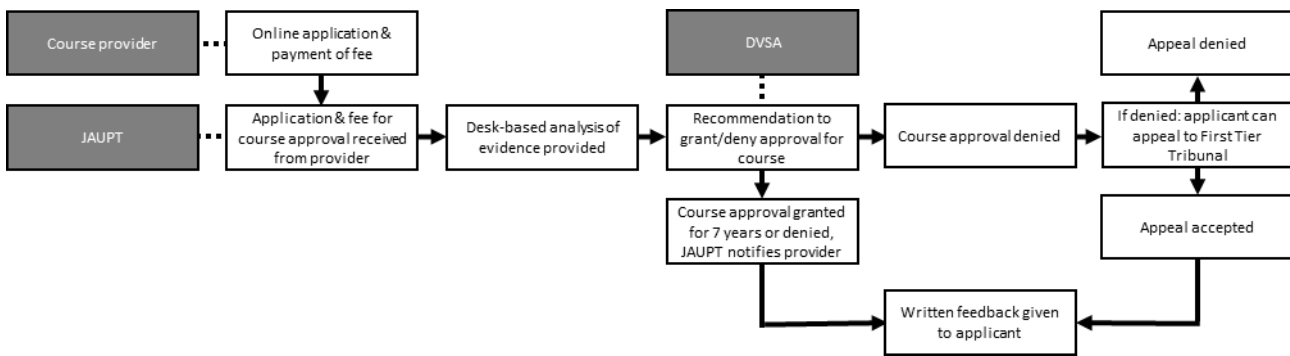 Course provider
Online application &
payment of fee
DVSA
Appeal denied
JAUPT
Application & fee for
course approval received
from provider
Desk-based analysis of
evidence provided
Recommendation to
grant/deny approval for
course
Course approval denied
If denied: applicant can
appeal to First Tier
Tribunal
Course approval granted
for 7 years or denied,
JAUPT notifies provider
Appeal accepted
Written feedback given
to applicant